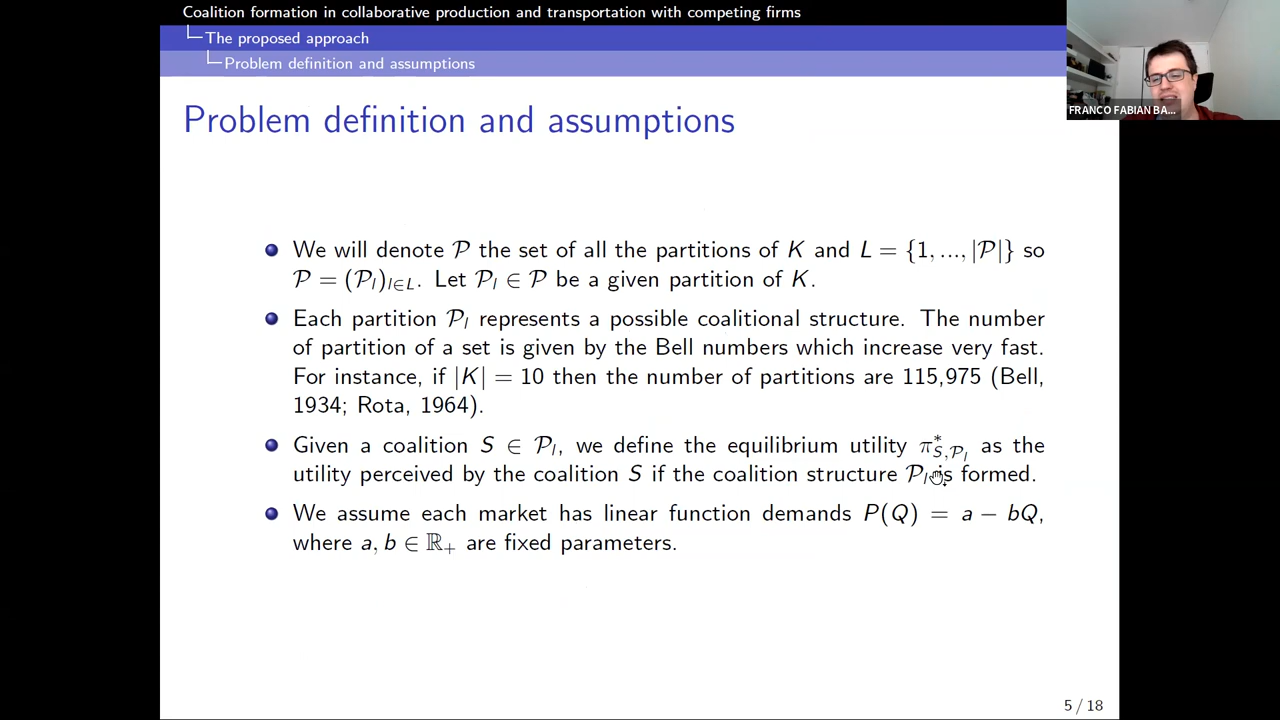 Coalition formation in collaborative production and transportation with competing firms
The proposed approach
Problem definition and assumptions
FRANCO FABIAN BA...
Problem definition and assumptions
We will denote 𝒫 the set of all the partitions of K and L = {1, ..., |𝒫|} so
𝒫 = (𝒫_l)_{l∈L}. Let 𝒫_l ∈ 𝒫 be a given partition of K.
Each partition 𝒫_l represents a possible coalitional structure. The number
of partition of a set is given by the Bell numbers which increase very fast.
For instance, if |K| = 10 then the number of partitions are 115,975 (Bell,
1934; Rota, 1964).
Given a coalition S ∈ 𝒫_l, we define the equilibrium utility π*_{S,𝒫_l} as the
utility perceived by the coalition S if the coalition structure 𝒫_l is formed.
We assume each market has linear function demands P(Q) = a − bQ,
where a, b ∈ ℝ₊ are fixed parameters.
5 / 18